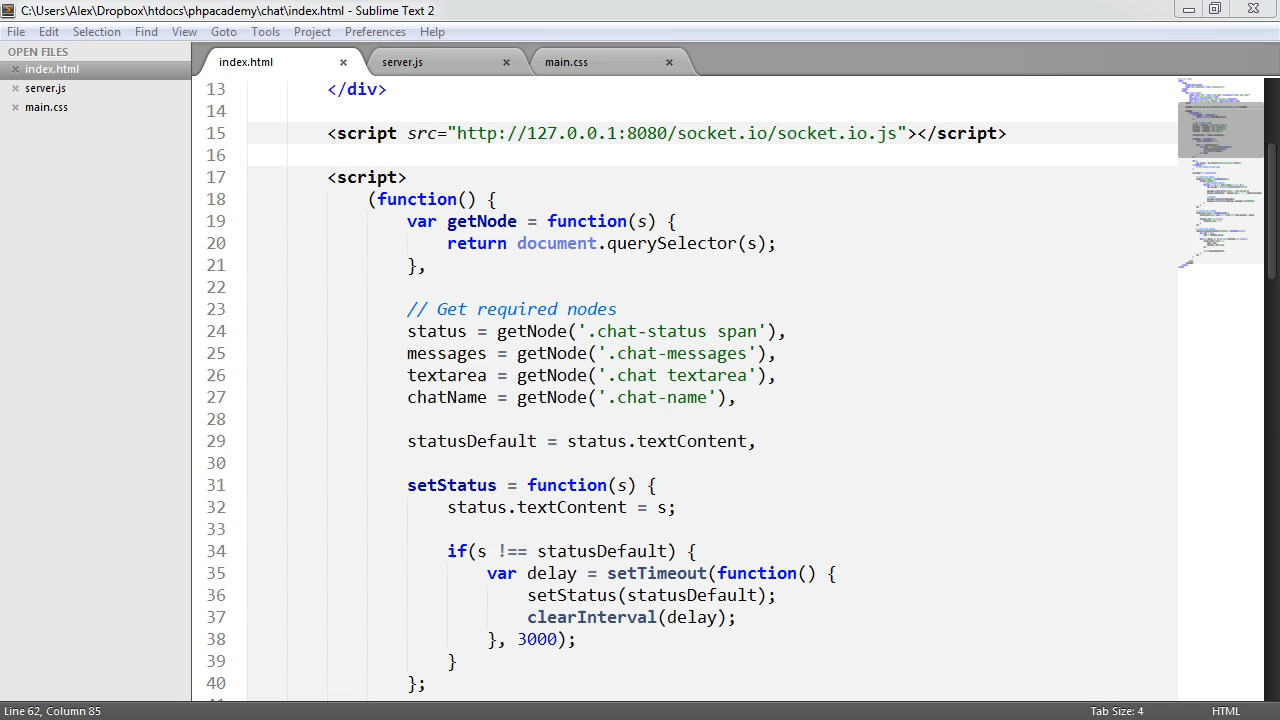 C:\Users\Alex\Dropbox\htdocs\phpacademy\chat\index.html - Sublime Text 2
File Edit Selection Find View Goto Tools Project Preferences Help
OPEN FILES
index.html
server.js
main.css
index.html server.js main.css
13 </div>
14
15 <script src="http://127.0.0.1:8080/socket.io/socket.io.js"></script>
16
17 <script>
18 (function() {
19 var getNode = function(s) {
20 return document.querySelector(s);
21 },
22
23 // Get required nodes
24 status = getNode('.chat-status span'),
25 messages = getNode('.chat-messages'),
26 textarea = getNode('.chat textarea'),
27 chatName = getNode('.chat-name'),
28
29 statusDefault = status.textContent,
30
31 setStatus = function(s) {
32 status.textContent = s;
33
34 if(s !== statusDefault) {
35 var delay = setTimeout(function() {
36 setStatus(statusDefault);
37 clearInterval(delay);
38 }, 3000);
39 }
40 };
Line 62, Column 85 Tab Size: 4 HTML